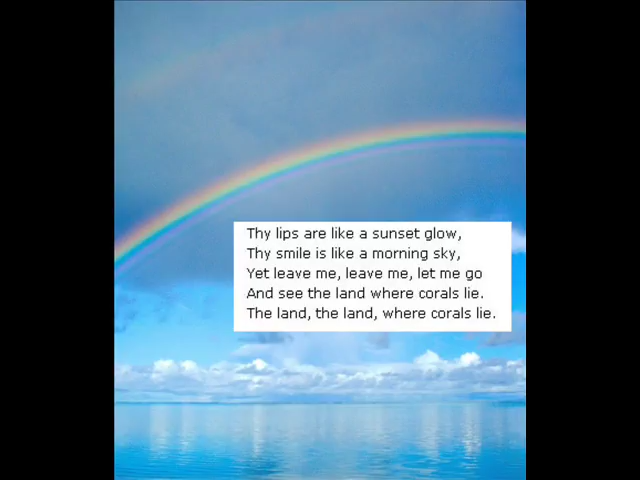 Thy lips are like a sunset glow,
Thy smile is like a morning sky,
Yet leave me, leave me, let me go
And see the land where corals lie.
The land, the land, where corals lie.